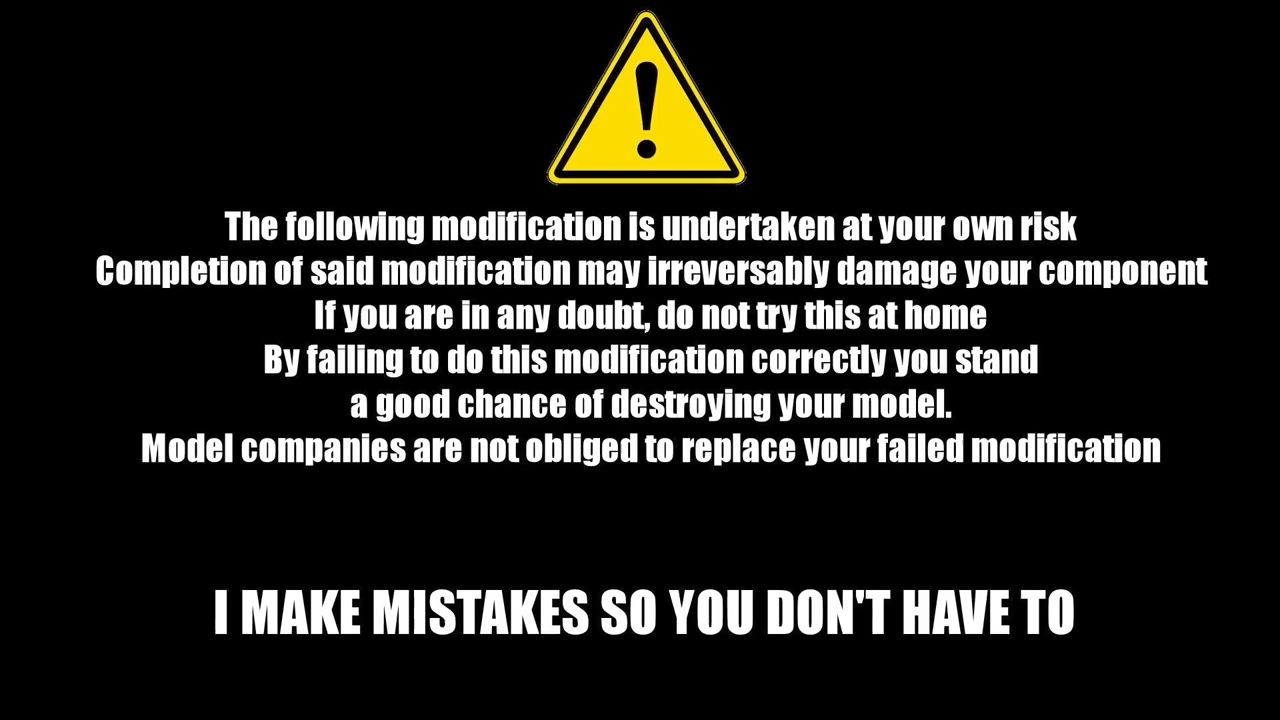 The following modification is undertaken at your own risk
Completion of said modification may irreversably damage your component
If you are in any doubt, do not try this at home
By failing to do this modification correctly you stand
a good chance of destroying your model.
Model companies are not obliged to replace your failed modification
I MAKE MISTAKES SO YOU DON'T HAVE TO